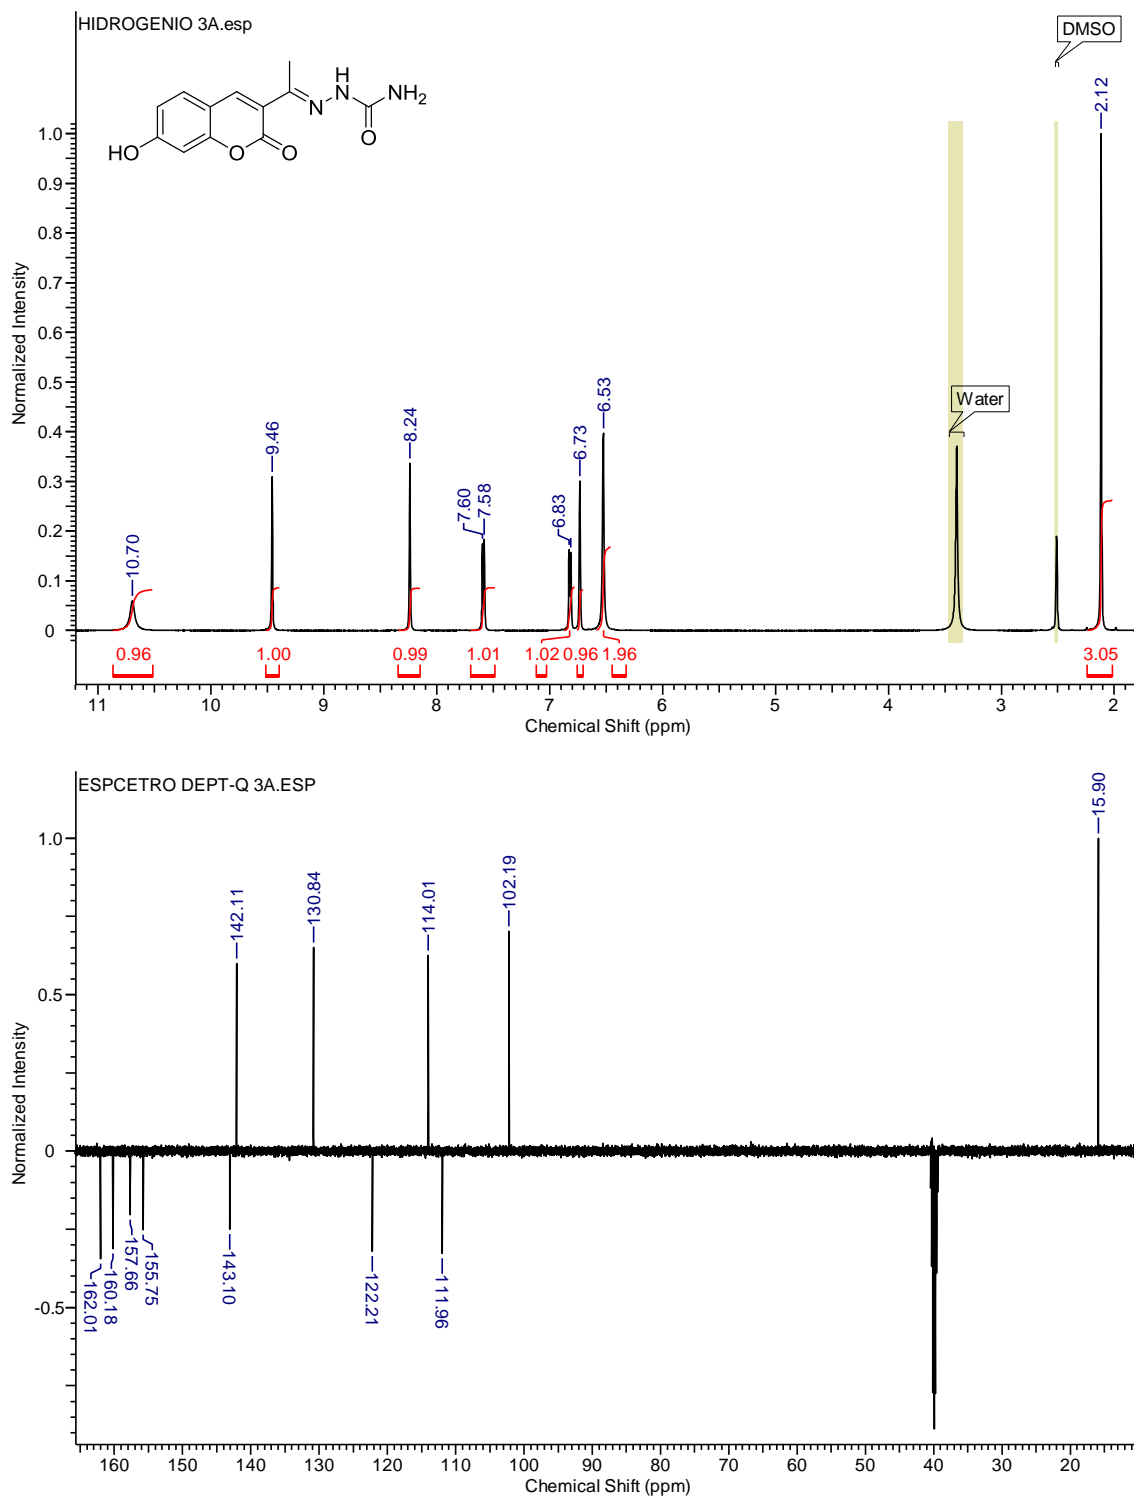 HIDROGENIO 3A.esp
DMSO
H
N
N
NH2
O
HO
O
O
2.12
Water
10.70
9.46
8.24
7.60
7.58
6.83
6.73
6.53
Normalized Intensity
1.0
0.9
0.8
0.7
0.6
0.5
0.4
0.3
0.2
0.1
0
0.96 1.00 0.99 1.01 1.02 0.96 1.96 3.05
11 10 9 8 7 6 5 4 3 2
Chemical Shift (ppm)
ESPCETRO DEPT-Q 3A.ESP
15.90
142.11
130.84
114.01
102.19
Normalized Intensity
1.0
0.5
0
-0.5
162.01
160.18
157.66
155.75
143.10
122.21
111.96
160 150 140 130 120 110 100 90 80 70 60 50 40 30 20
Chemical Shift (ppm)